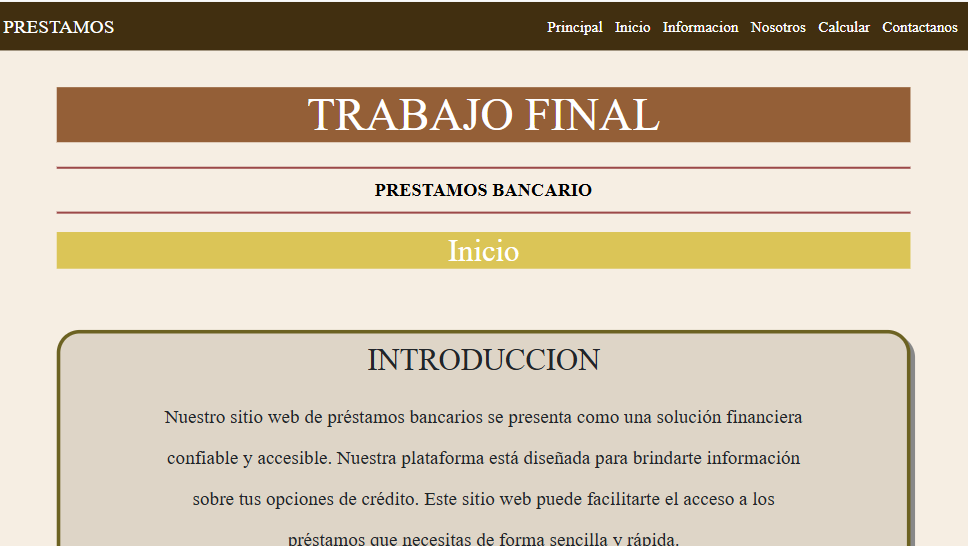 PRESTAMOS
Principal Inicio Informacion Nosotros Calcular Contactanos
TRABAJO FINAL
PRESTAMOS BANCARIO
Inicio
INTRODUCCION
Nuestro sitio web de préstamos bancarios se presenta como una solución financiera
confiable y accesible. Nuestra plataforma está diseñada para brindarte información
sobre tus opciones de crédito. Este sitio web puede facilitarte el acceso a los
préstamos que necesitas de forma sencilla y rápida.